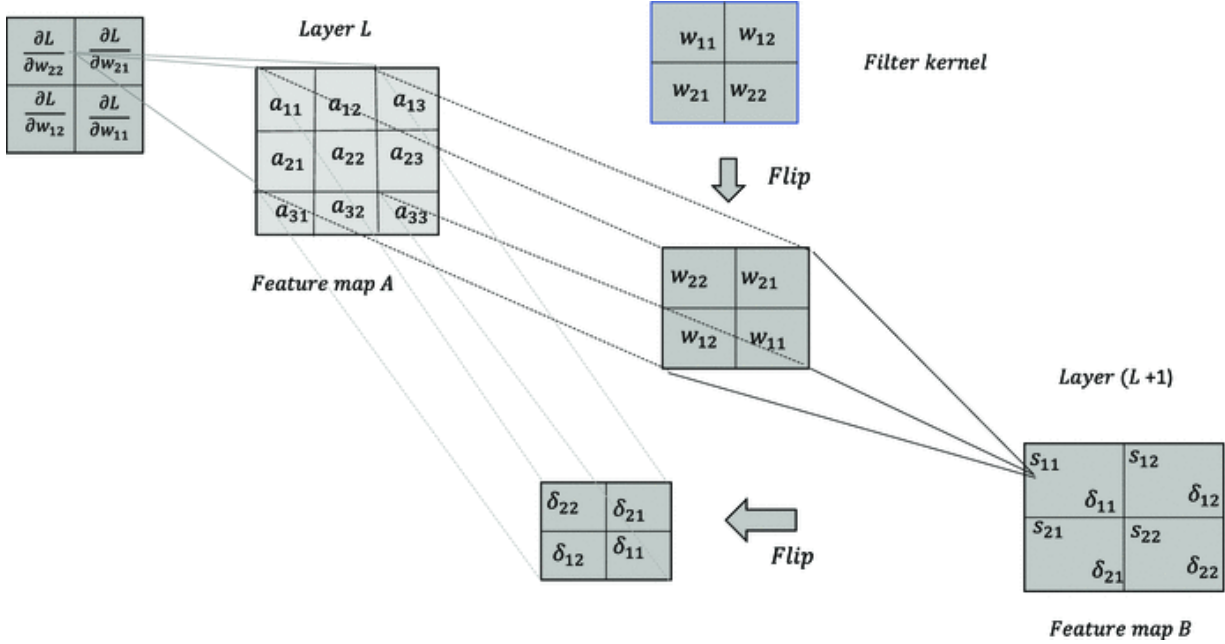 ∂L/∂w₂₂ ∂L/∂w₂₁
∂L/∂w₁₂ ∂L/∂w₁₁
Layer L
a₁₁ a₁₂ a₁₃
a₂₁ a₂₂ a₂₃
a₃₁ a₃₂ a₃₃
Feature map A
w₁₁ w₁₂
w₂₁ w₂₂
Filter kernel
Flip
w₂₂ w₂₁
w₁₂ w₁₁
δ₂₂ δ₂₁
δ₁₂ δ₁₁
Flip
Layer (L +1)
s₁₁ s₁₂
δ₁₁ δ₁₂
s₂₁ s₂₂
δ₂₁ δ₂₂
Feature map B